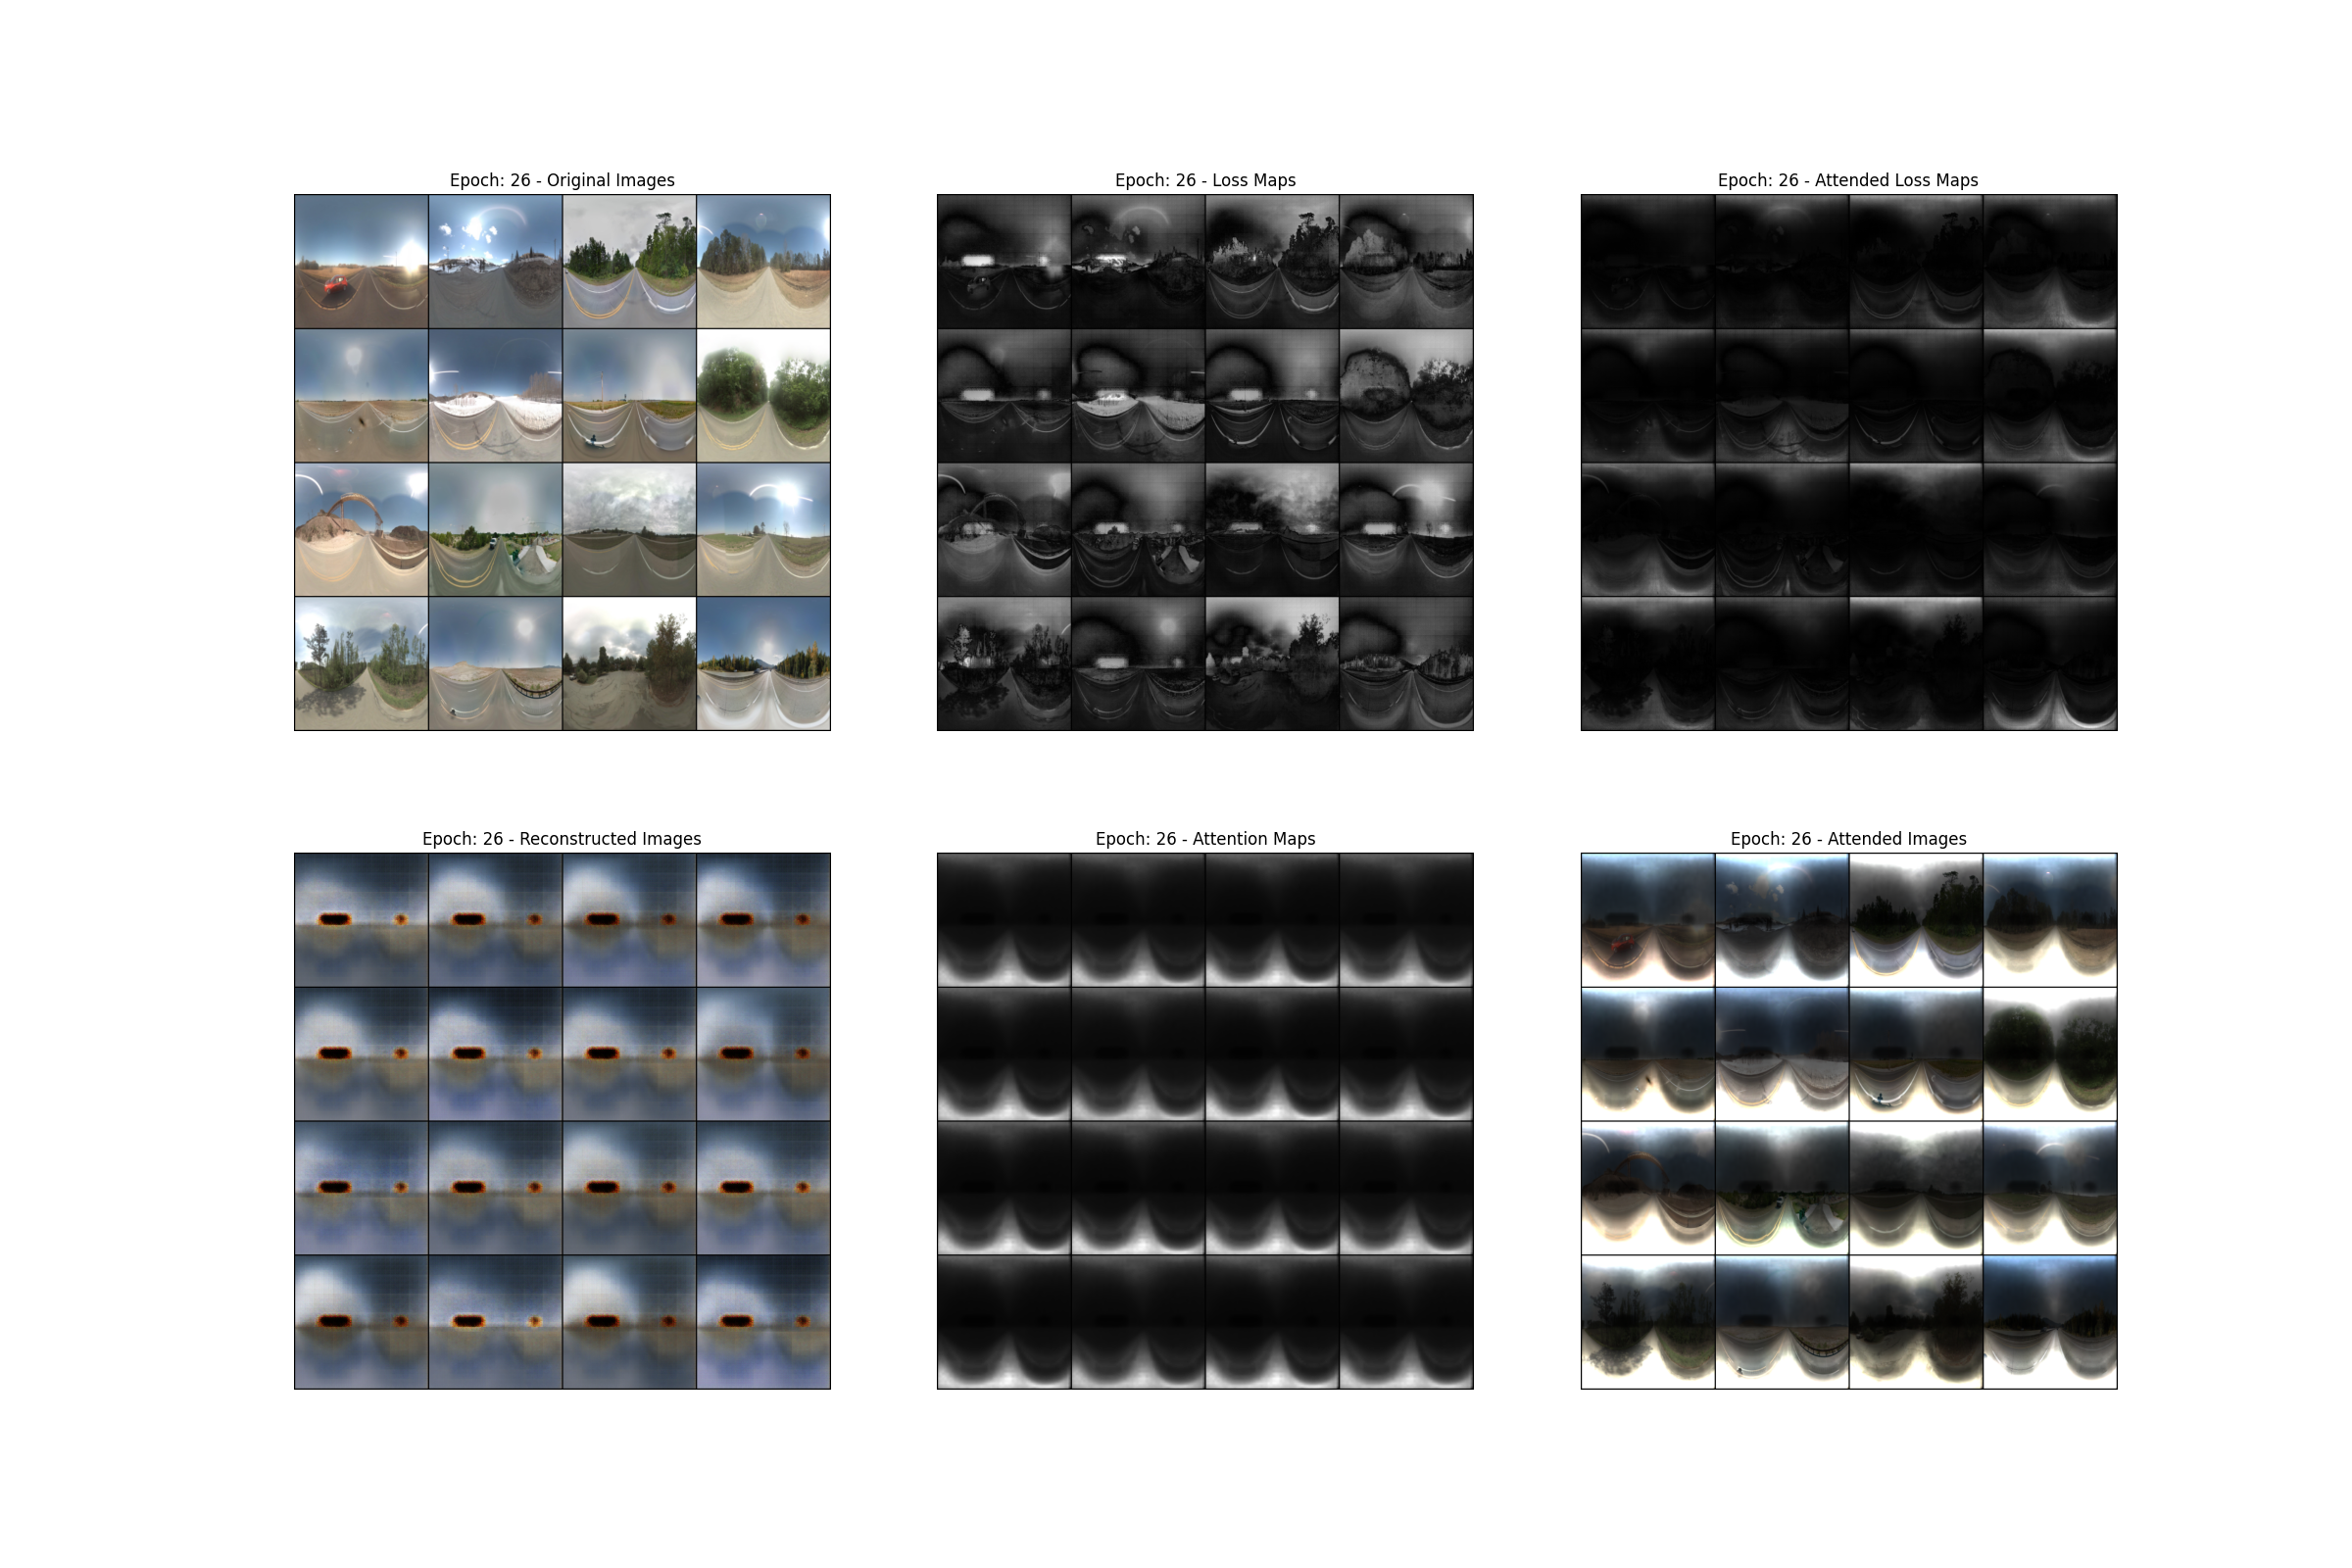 Epoch: 26 - Original Images
Epoch: 26 - Loss Maps
Epoch: 26 - Attended Loss Maps
Epoch: 26 - Reconstructed Images
Epoch: 26 - Attention Maps
Epoch: 26 - Attended Images